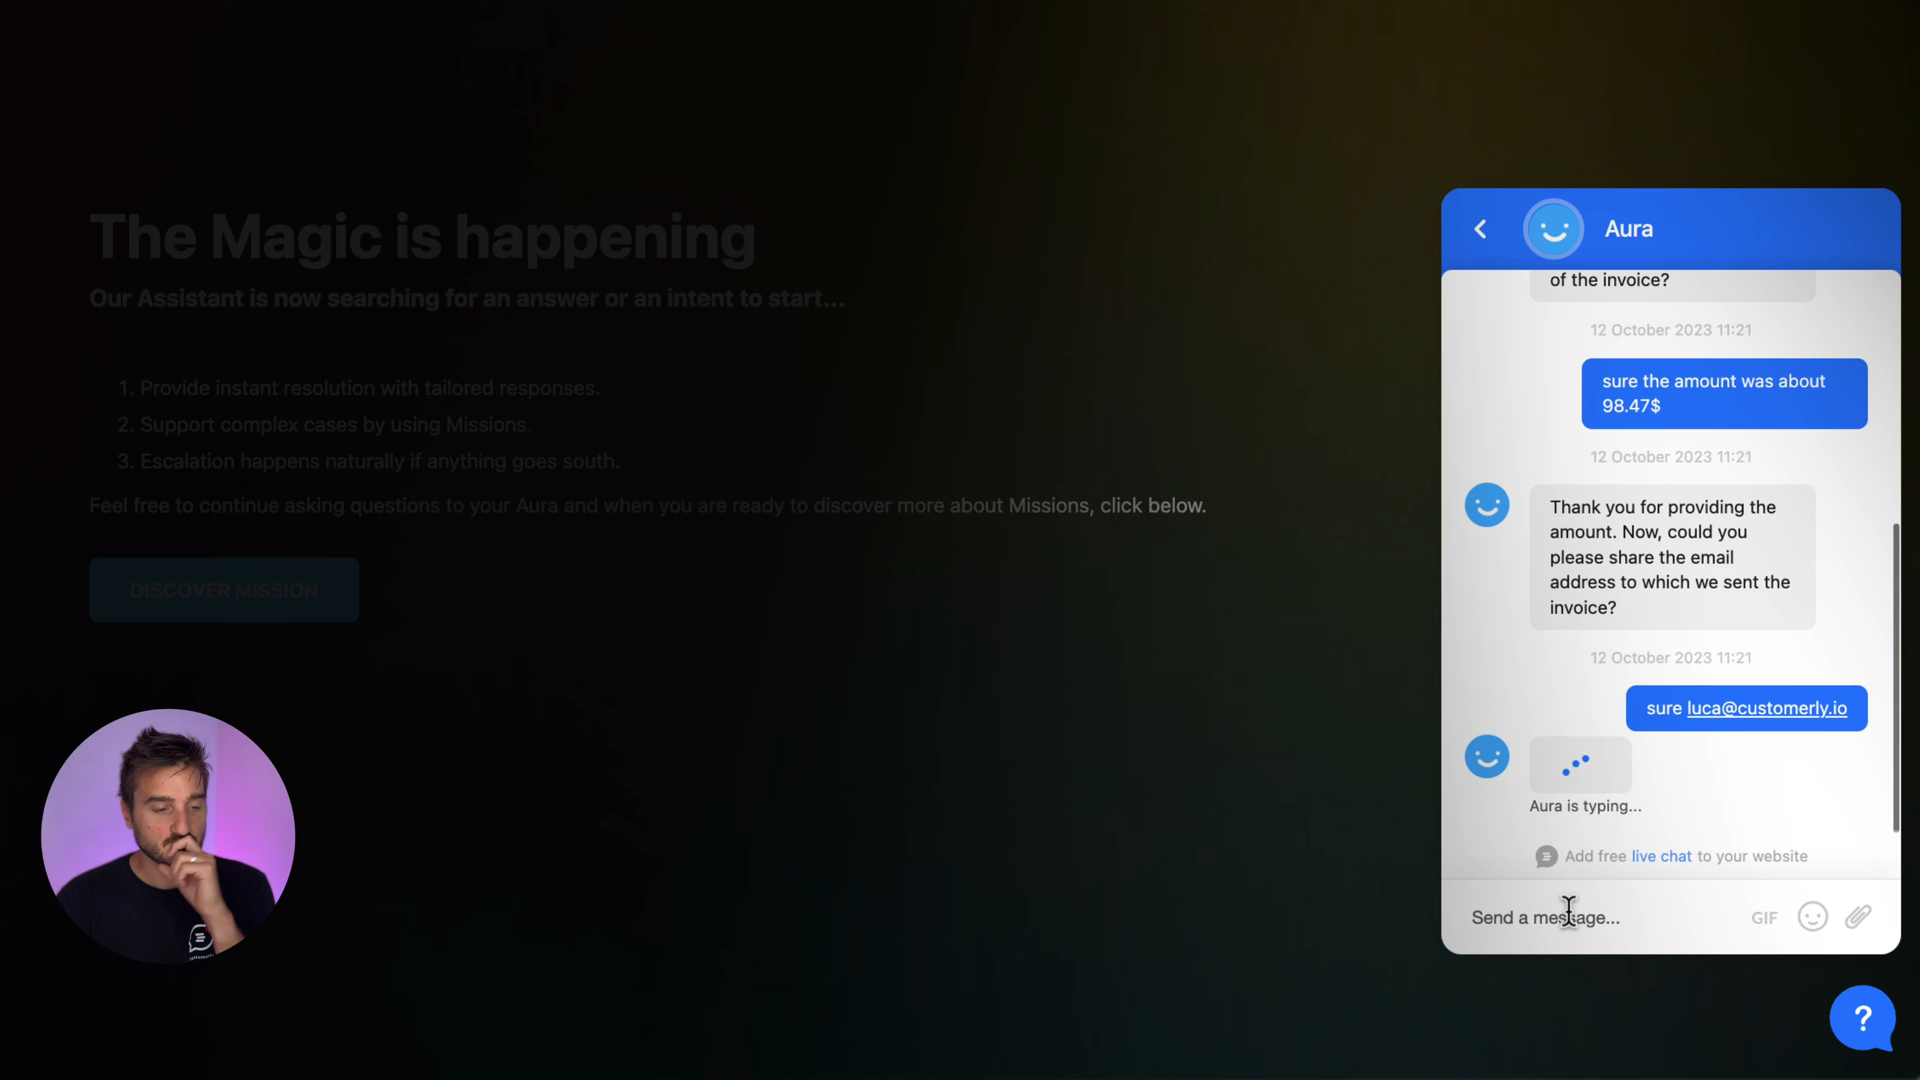 The Magic is happening
Our Assistant is now searching for an answer or an intent to start...
1. Provide instant resolution with tailored responses.
2. Support complex cases by using Missions.
3. Escalation happens naturally if anything goes south.
Feel free to continue asking questions to your Aura and when you are ready to discover more about Missions, click below.
DISCOVER MISSION
Aura
of the invoice?
12 October 2023 11:21
sure the amount was about
98.47$
12 October 2023 11:21
Thank you for providing the
amount. Now, could you
please share the email
address to which we sent the
invoice?
12 October 2023 11:21
sure luca@customerly.io
Aura is typing...
Add free live chat to your website
Send a message...
GIF
?